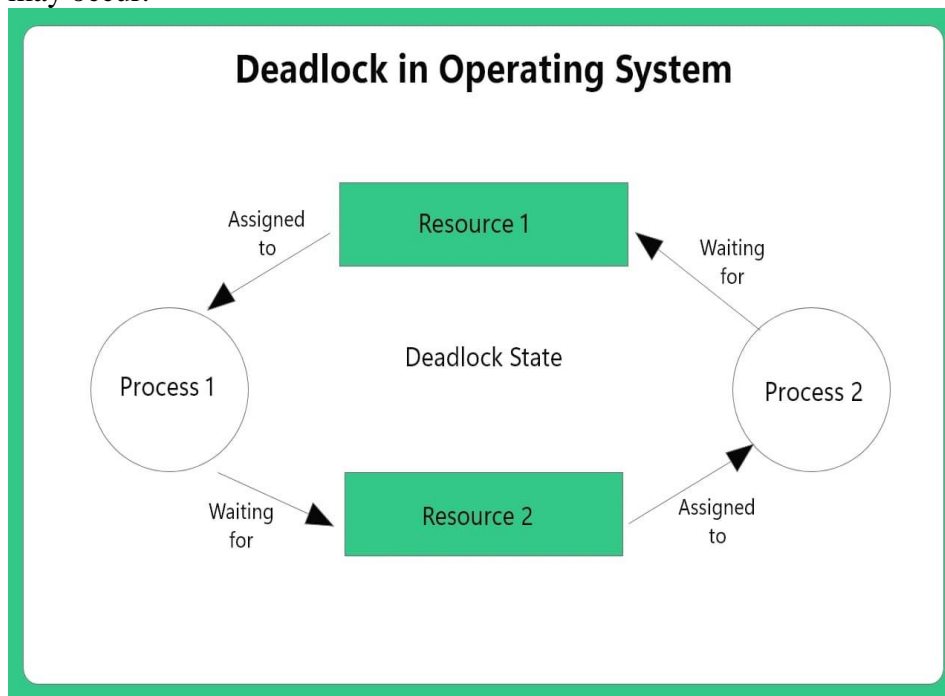 may occur.
Deadlock in Operating System
Resource 1
Assigned
to
Waiting
for
Deadlock State
Process 1
Process 2
Waiting
for
Resource 2
Assigned
to